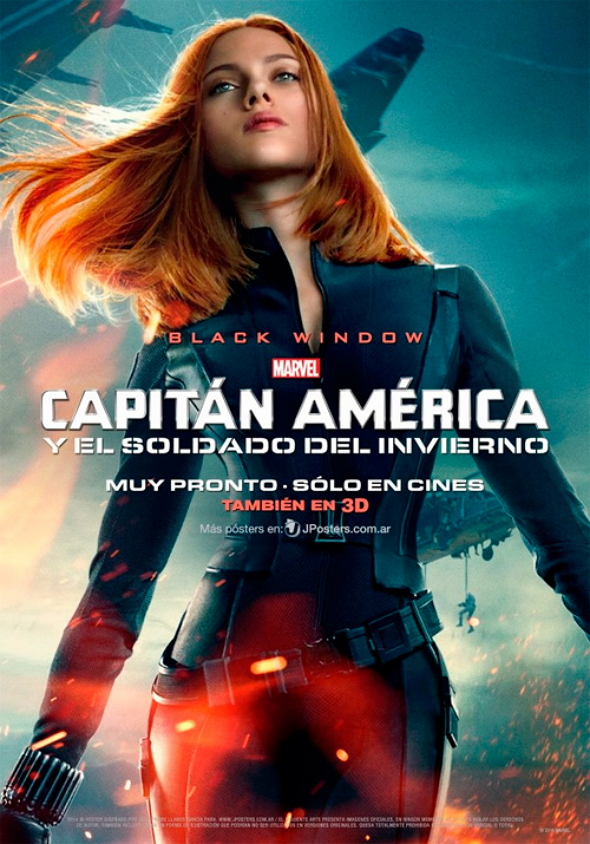 BLACK WINDOW
MARVEL
CAPITÁN AMÉRICA
Y EL SOLDADO DEL INVIERNO
MUY PRONTO · SÓLO EN CINES
TAMBIÉN EN 3D
Más pósters en: JPosters.com.ar